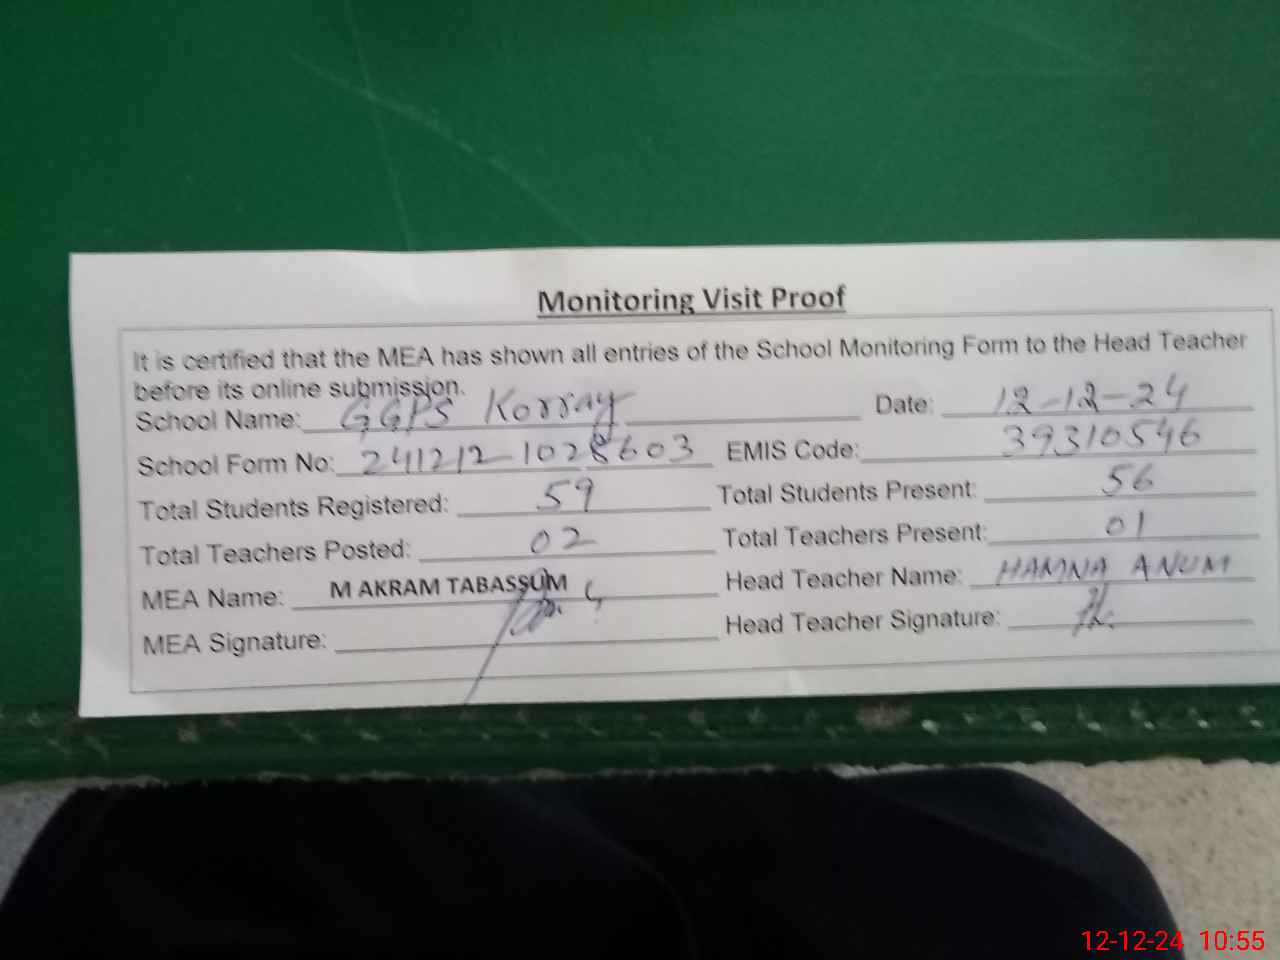 Monitoring Visit Proof
It is certified that the MEA has shown all entries of the School Monitoring Form to the Head Teacher
before its online submission.
School Name: GGPS Korray Date: 12-12-24
School Form No: 241212-1028603 EMIS Code: 39310546
Total Students Registered: 59 Total Students Present: 56
Total Teachers Posted: 02 Total Teachers Present: 01
MEA Name: M AKRAM TABASSUM Head Teacher Name: HAMNA ANUM
MEA Signature: Head Teacher Signature:
12-12-24 10:55